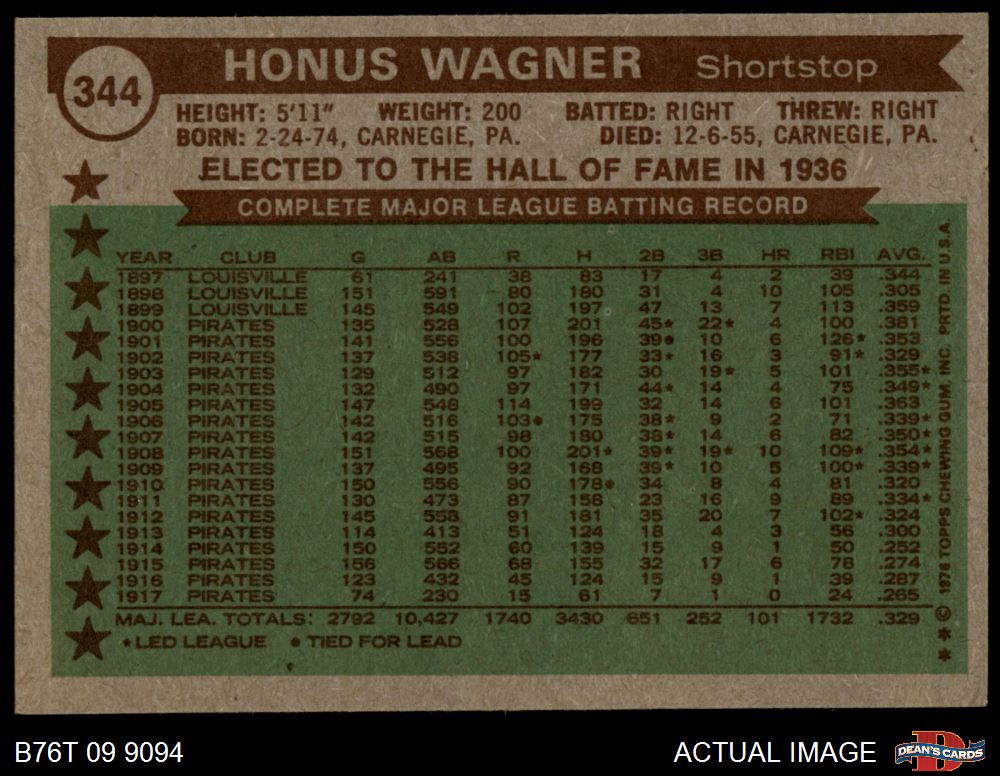 344
HONUS WAGNER Shortstop
HEIGHT: 5'11" WEIGHT: 200 BATTED: RIGHT THREW: RIGHT
BORN: 2-24-74, CARNEGIE, PA. DIED: 12-6-55, CARNEGIE, PA.
ELECTED TO THE HALL OF FAME IN 1936
COMPLETE MAJOR LEAGUE BATTING RECORD
YEAR CLUB G AB R H 2B 3B HR RBI AVG.
1897 LOUISVILLE 61 241 38 83 17 4 2 39 .344
1898 LOUISVILLE 151 591 80 180 31 4 10 105 .305
1899 LOUISVILLE 145 549 102 197 47 13 7 113 .359
1900 PIRATES 135 528 107 201 45* 22* 4 100 .381
1901 PIRATES 141 556 100 196 39• 10 6 126* .353
1902 PIRATES 137 538 105* 177 33* 16 3 91* .329
1903 PIRATES 129 512 97 182 30 19* 5 101 .355*
1904 PIRATES 132 490 97 171 44* 14 4 75 .349*
1905 PIRATES 147 548 114 199 32 14 6 101 .363
1906 PIRATES 142 516 103• 175 38* 9 2 71 .339*
1907 PIRATES 142 515 98 180 38* 14 6 82 .350*
1908 PIRATES 151 568 100 201* 39* 19* 10 109* .354*
1909 PIRATES 137 495 92 168 39* 10 5 100* .339*
1910 PIRATES 150 556 90 178• 34 8 4 81 .320
1911 PIRATES 130 473 87 158 23 16 9 89 .334*
1912 PIRATES 145 558 91 181 35 20 7 102* .324
1913 PIRATES 114 413 51 124 18 4 3 56 .300
1914 PIRATES 150 552 60 139 15 9 1 50 .252
1915 PIRATES 156 566 68 155 32 17 6 78 .274
1916 PIRATES 123 432 45 124 15 9 1 39 .287
1917 PIRATES 74 230 15 61 7 1 0 24 .265
MAJ. LEA. TOTALS: 2792 10,427 1740 3430 651 252 101 1732 .329
*LED LEAGUE • TIED FOR LEAD
* * © 1976 TOPPS CHEWING GUM, INC. PRTD. IN U.S.A.
B76T 09 9094 ACTUAL IMAGE
DEAN'S CARDS